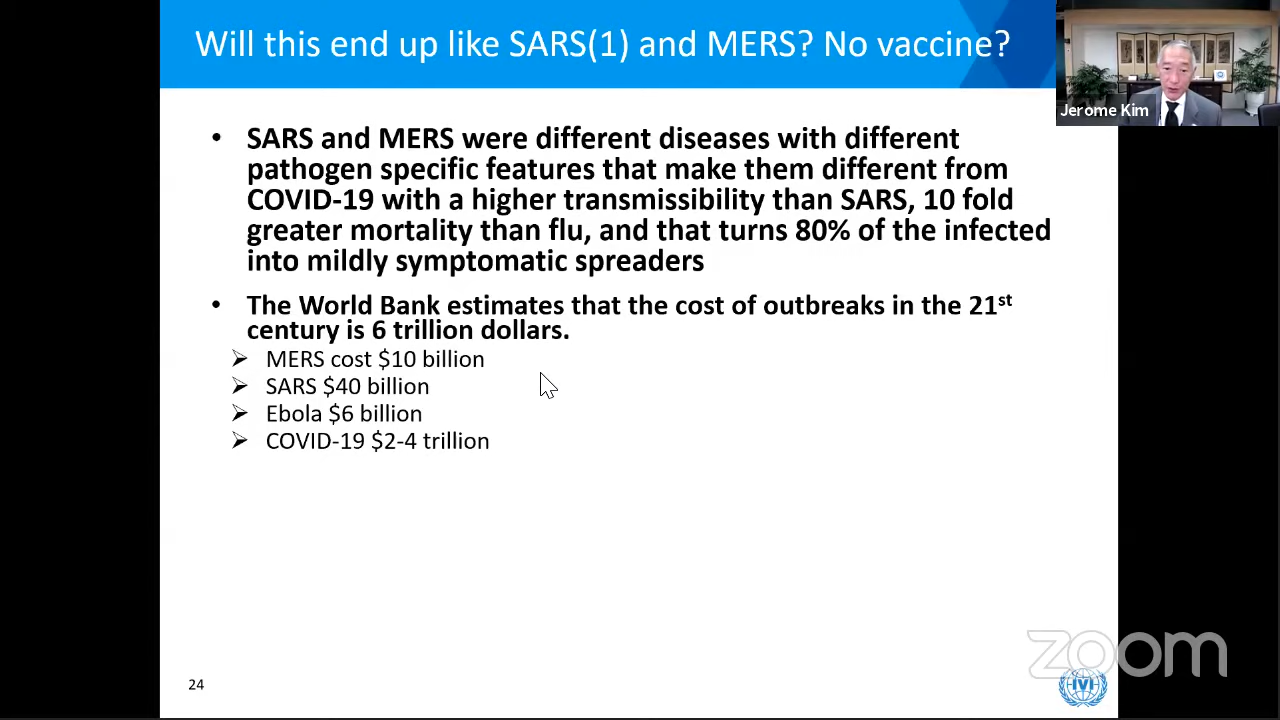 Will this end up like SARS(1) and MERS? No vaccine?
Jerome Kim
• SARS and MERS were different diseases with different
pathogen specific features that make them different from
COVID-19 with a higher transmissibility than SARS, 10 fold
greater mortality than flu, and that turns 80% of the infected
into mildly symptomatic spreaders
• The World Bank estimates that the cost of outbreaks in the 21st
century is 6 trillion dollars.
➢ MERS cost $10 billion
➢ SARS $40 billion
➢ Ebola $6 billion
➢ COVID-19 $2-4 trillion
zoom
24
IVI